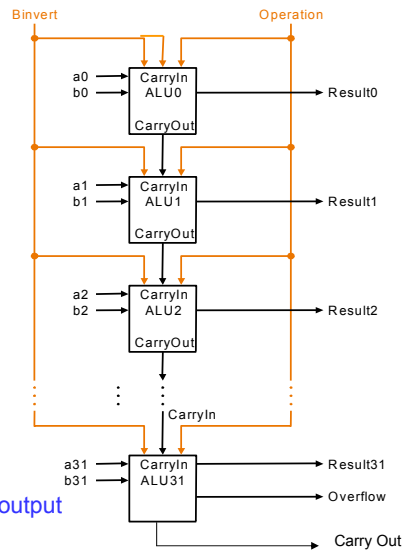 Binvert Operation
a0 CarryIn
b0 ALU0 Result0
CarryOut
a1 CarryIn
b1 ALU1 Result1
CarryOut
a2 CarryIn
b2 ALU2 Result2
CarryOut
CarryIn
a31 CarryIn Result31
b31 ALU31
Overflow
output
Carry Out